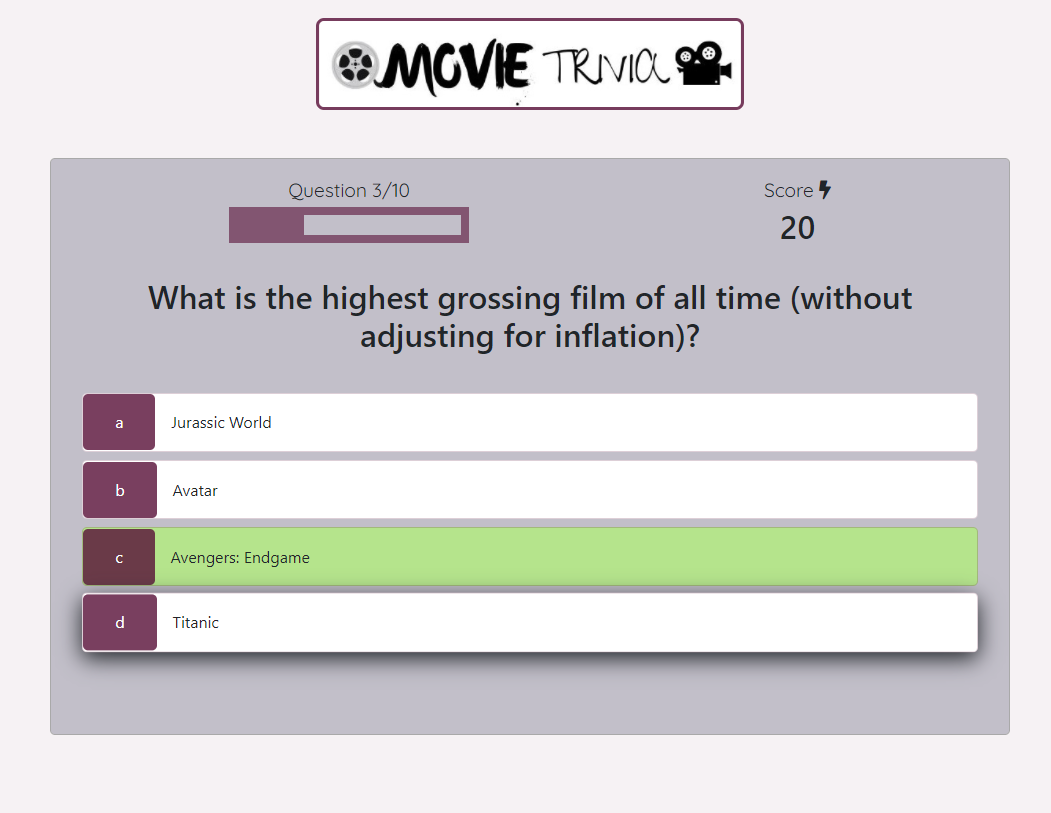 MOVIE TRIVIA
Question 3/10
Score
20
What is the highest grossing film of all time (without
adjusting for inflation)?
a Jurassic World
b Avatar
c Avengers: Endgame
d Titanic